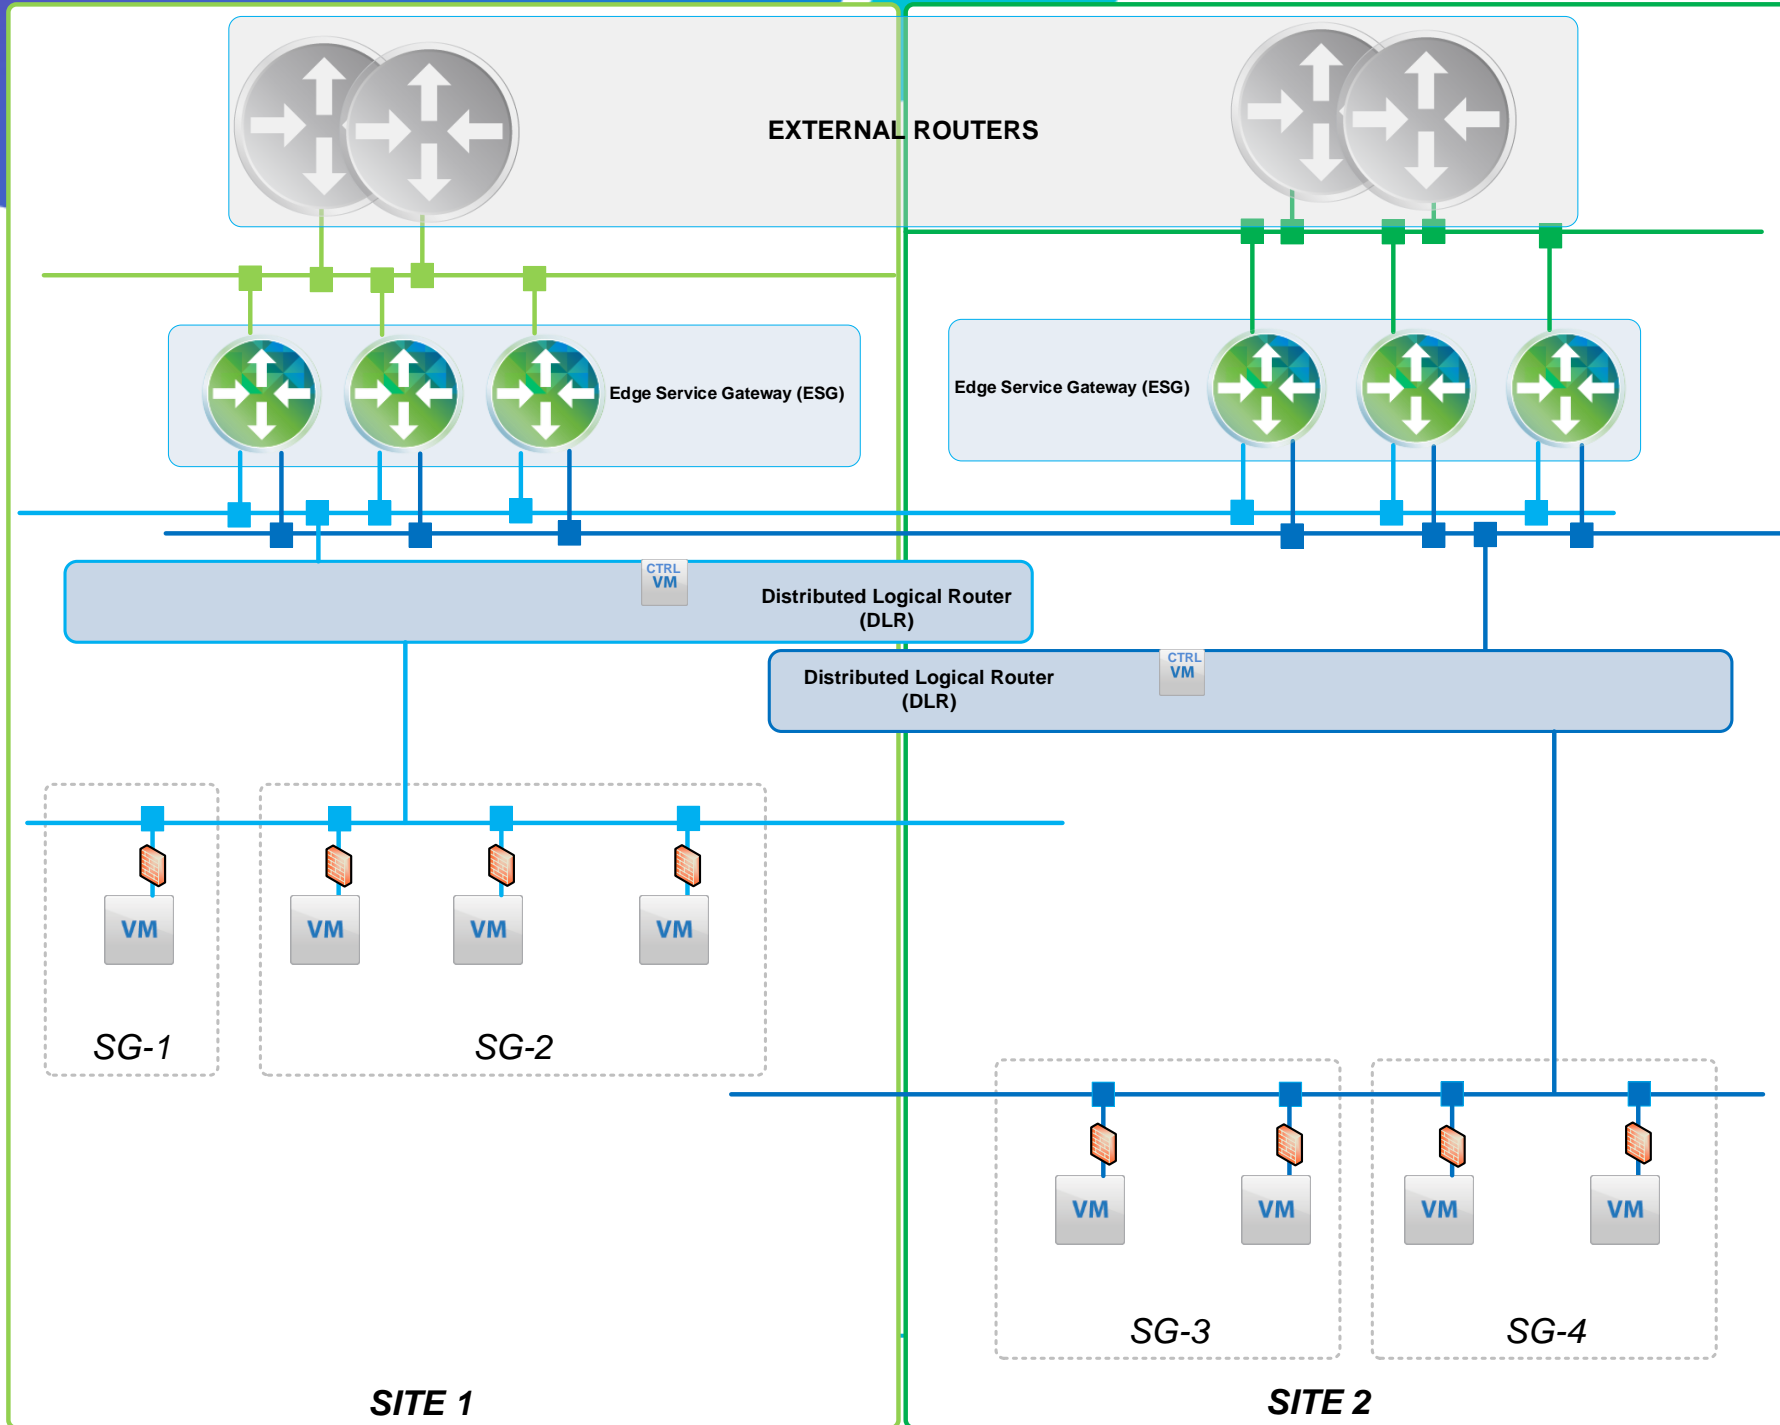 EXTERNAL ROUTERS
Edge Service Gateway (ESG)
Edge Service Gateway (ESG)
CTRL
VM
Distributed Logical Router
(DLR)
CTRL
VM
Distributed Logical Router
(DLR)
VM
VM
VM
VM
SG-1
SG-2
VM
VM
VM
VM
SG-3
SG-4
SITE 1
SITE 2